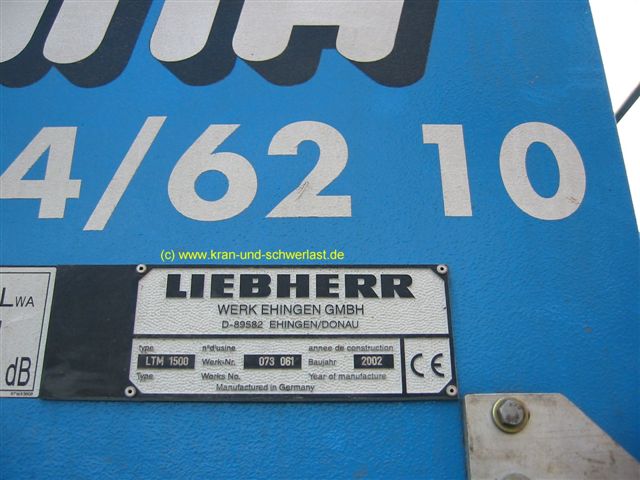 4/62 10
(c) www.kran-und-schwerlast.de
LWA
dB
LIEBHERR
WERK EHINGEN GMBH
D-89582 EHINGEN/DONAU
type n°d'usine annee de construction
LTM 1500 Werk-Nr. 073 061 Baujahr 2002
Type Works No. Year of manufacture
Manufactured in Germany
CE